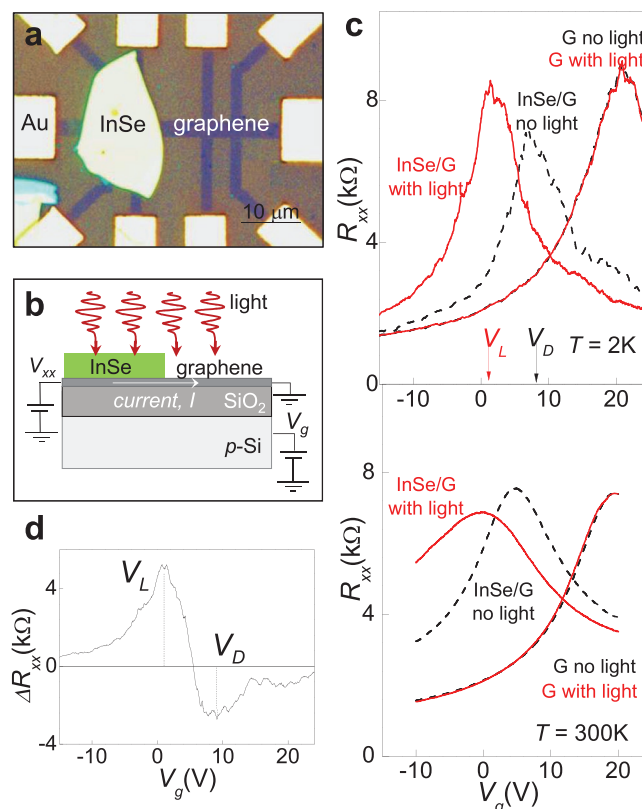 a
Au
InSe
graphene
10 μm
b
light
InSe
graphene
V_xx
current, I
SiO₂
V_g
p-Si
c
G no light
G with light
InSe/G
no light
InSe/G
with light
R_xx(kΩ)
8
4
0
V_L
V_D
T = 2K
-10
0
10
20
InSe/G
with light
InSe/G
no light
R_xx(kΩ)
8
4
0
G no light
G with light
T = 300K
-10
0
10
20
V_g(V)
d
V_L
V_D
ΔR_xx(kΩ)
4
0
-4
-10
0
10
20
V_g(V)